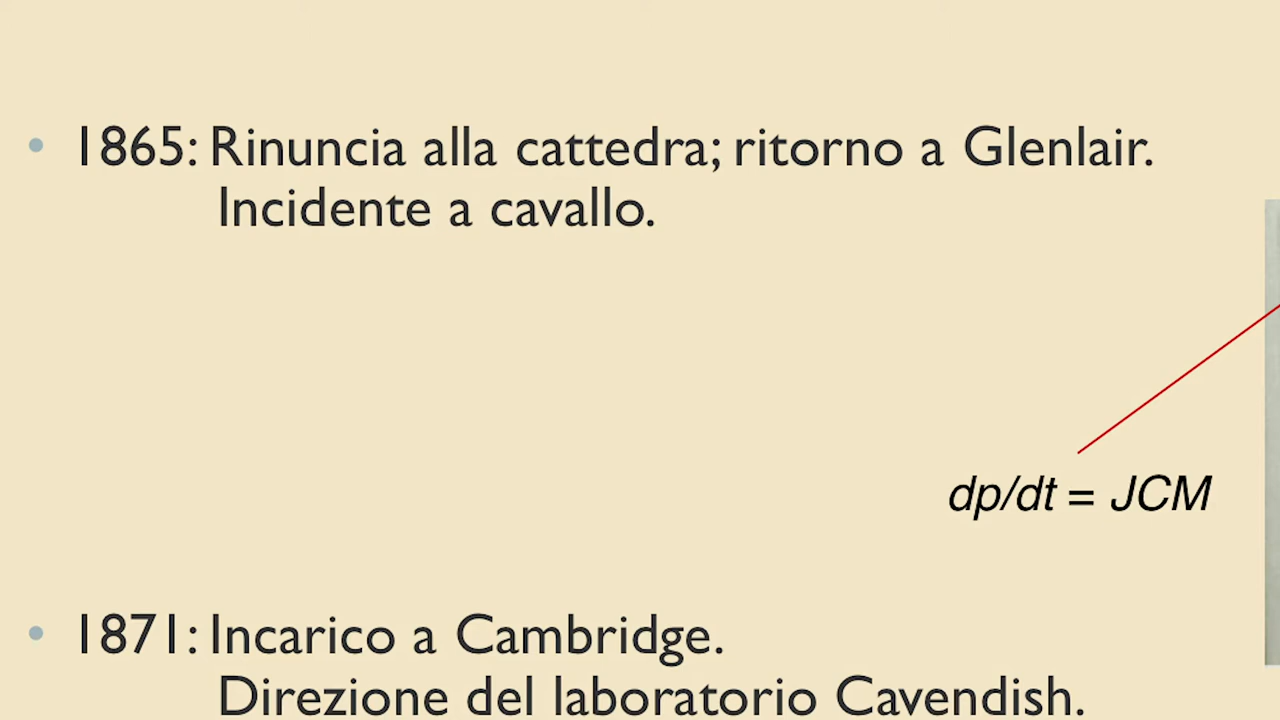 • 1865: Rinuncia alla cattedra; ritorno a Glenlair.
Incidente a cavallo.
dp/dt = JCM
• 1871: Incarico a Cambridge.
Direzione del laboratorio Cavendish.